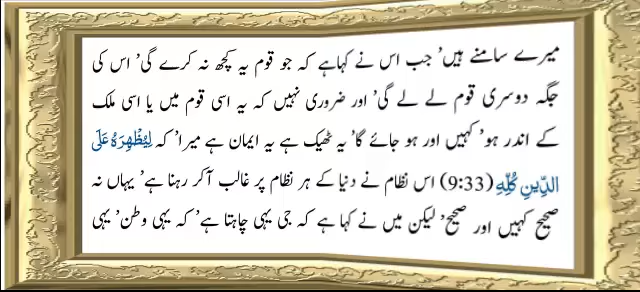 میرے سامنے ہیں’ جب اس نے کہا ہے کہ جو قوم یہ کچھ نہ کرے گی’ اس کی
جگہ دوسری قوم لے لے گی’ اور ضروری نہیں کہ یہ اسی قوم میں یا اسی ملک
کے اندر ہو’ کہیں اور ہو جائے گا’ یہ ٹھیک ہے یہ ایمان ہے میرا’ کہ لِيُظْهِرَهُ عَلَى
الدِّينِ كُلِّهِ (9:33) اس نظام نے دنیا کے ہر نظام پر غالب آکر رہنا ہے’ یہاں نہ
صحیح کہیں اور صحیح’ لیکن میں نے کہا ہے کہ جی یہی چاہتا ہے’ کہ یہی وطن’ یہی